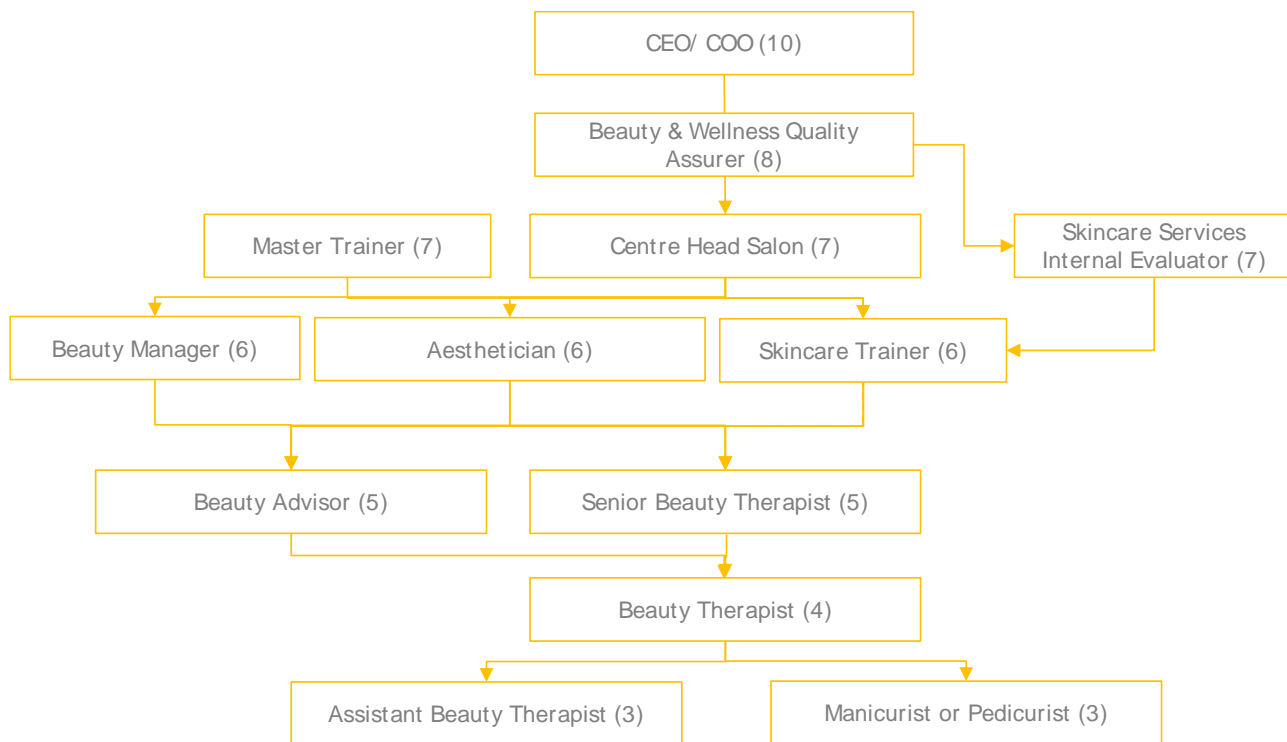 CEO/ COO (10)
Beauty & Wellness Quality
Assurer (8)
Master Trainer (7)
Centre Head Salon (7)
Skincare Services
Internal Evaluator (7)
Beauty Manager (6)
Aesthetician (6)
Skincare Trainer (6)
Beauty Advisor (5)
Senior Beauty Therapist (5)
Beauty Therapist (4)
Assistant Beauty Therapist (3)
Manicurist or Pedicurist (3)